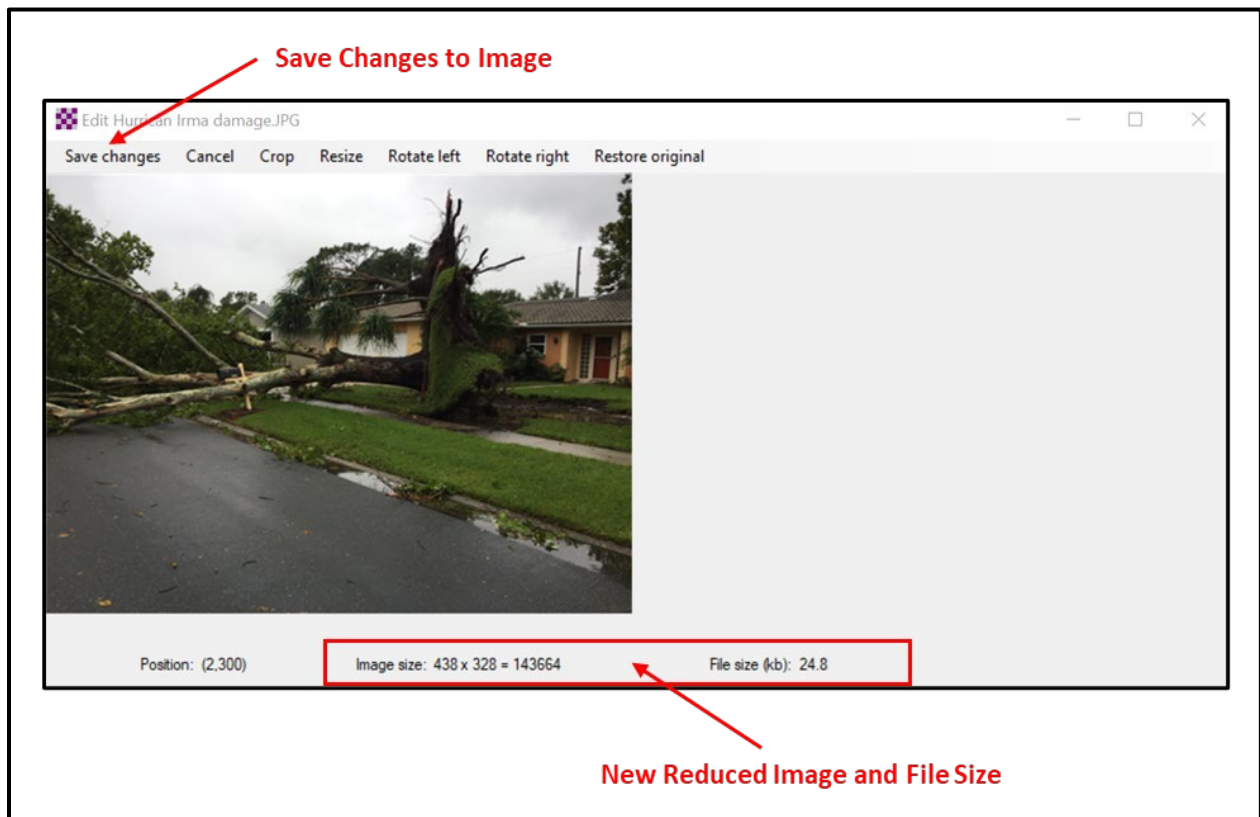 Save Changes to Image
Edit Hurrican Irma damage.JPG
Save changes Cancel Crop Resize Rotate left Rotate right Restore original
Position: (2,300) Image size: 438 x 328 = 143664 File size (kb): 24.8
New Reduced Image and File Size